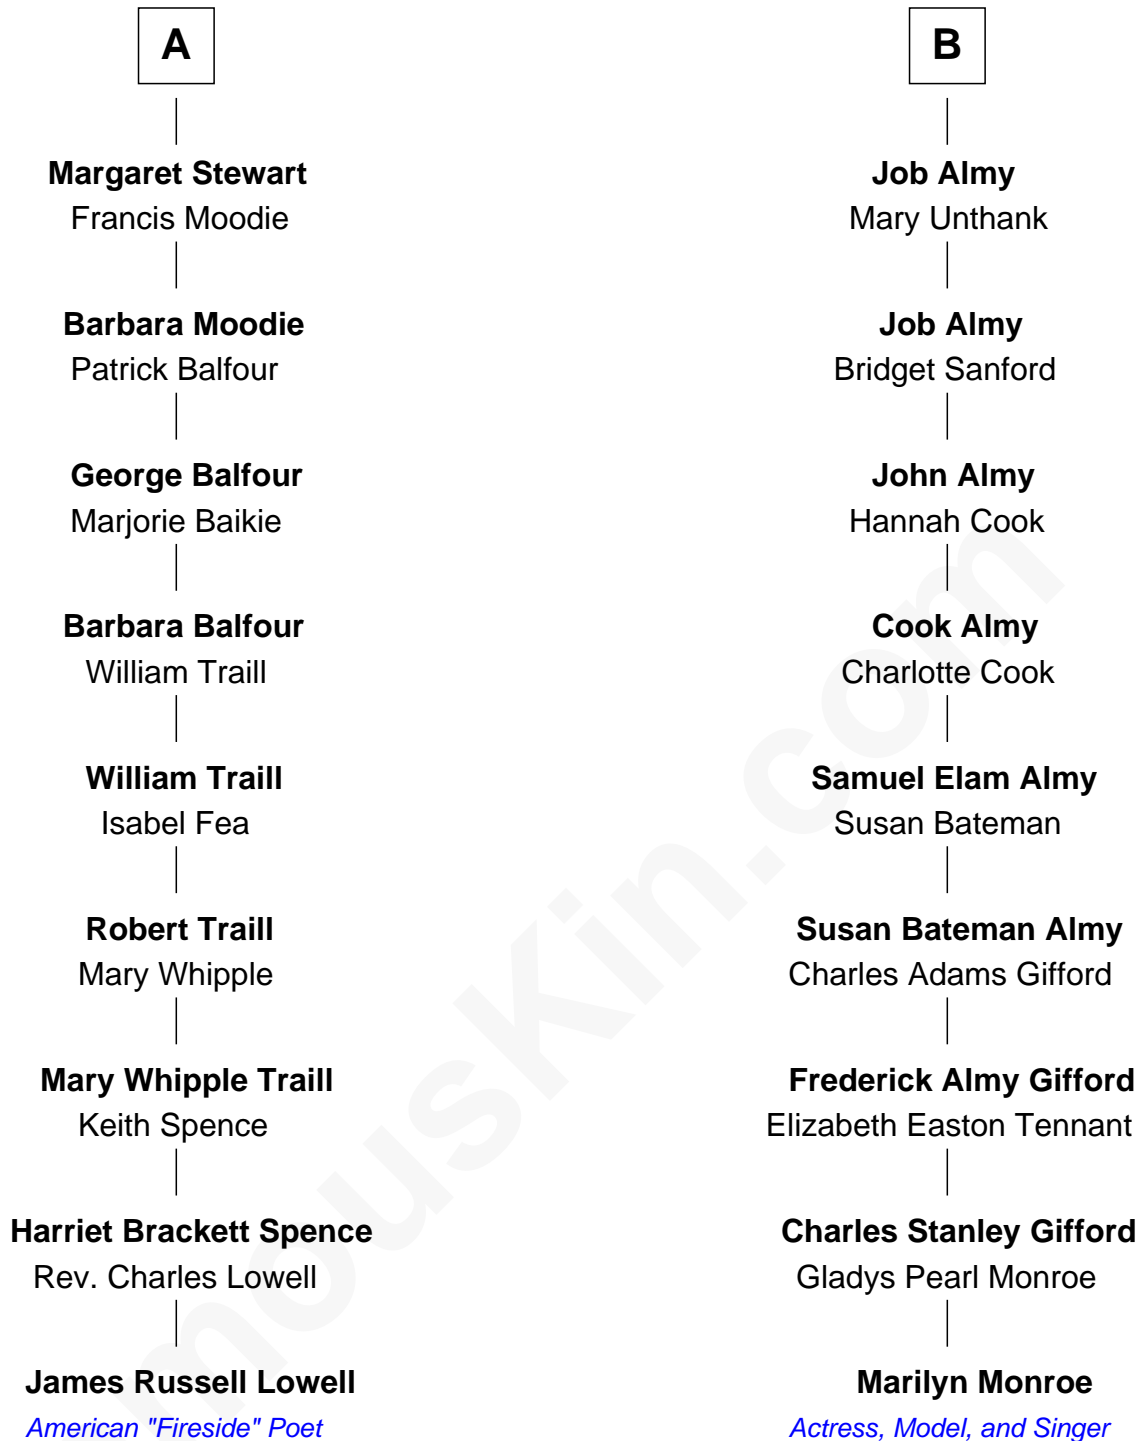 A
Margaret Stewart
Francis Moodie
Barbara Moodie
Patrick Balfour
George Balfour
Marjorie Baikie
Barbara Balfour
William Traill
William Traill
Isabel Fea
Robert Traill
Mary Whipple
Mary Whipple Traill
Keith Spence
Harriet Brackett Spence
Rev. Charles Lowell
James Russell Lowell
American "Fireside" Poet
B
Job Almy
Mary Unthank
Job Almy
Bridget Sanford
John Almy
Hannah Cook
Cook Almy
Charlotte Cook
Samuel Elam Almy
Susan Bateman
Susan Bateman Almy
Charles Adams Gifford
Frederick Almy Gifford
Elizabeth Easton Tennant
Charles Stanley Gifford
Gladys Pearl Monroe
Marilyn Monroe
Actress, Model, and Singer
mousKin.com